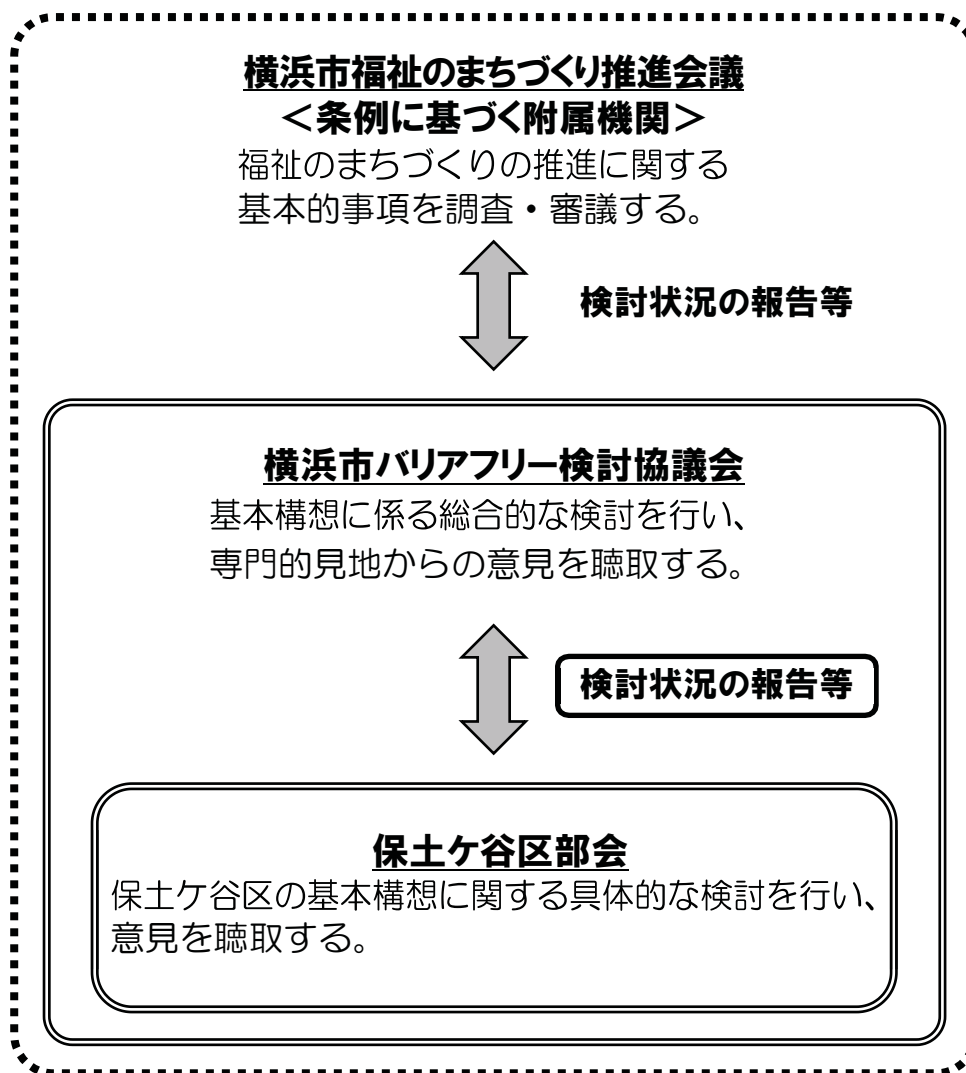 横浜市福祉のまちづくり推進会議
＜条例に基づく附属機関＞
福祉のまちづくりの推進に関する
基本的事項を調査・審議する。
検討状況の報告等
横浜市バリアフリー検討協議会
基本構想に係る総合的な検討を行い、
専門的見地からの意見を聴取する。
検討状況の報告等
保土ケ谷区部会
保土ケ谷区の基本構想に関する具体的な検討を行い、
意見を聴取する。